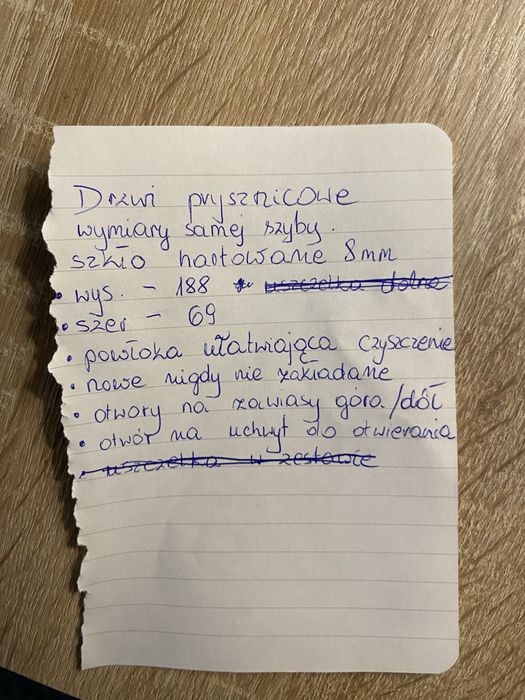 Drzwi prysznicowe
wymiary samej szyby.
szkło hartowane 8mm
• wys. - 188 uszczelka dolna
• szer - 69
• powłoka ułatwiająca czyszczenie
• nowe nigdy nie zakładane
• otwory na zawiasy góra/dół
• otwór na uchwyt do otwierania
• uszczelka w zestawie